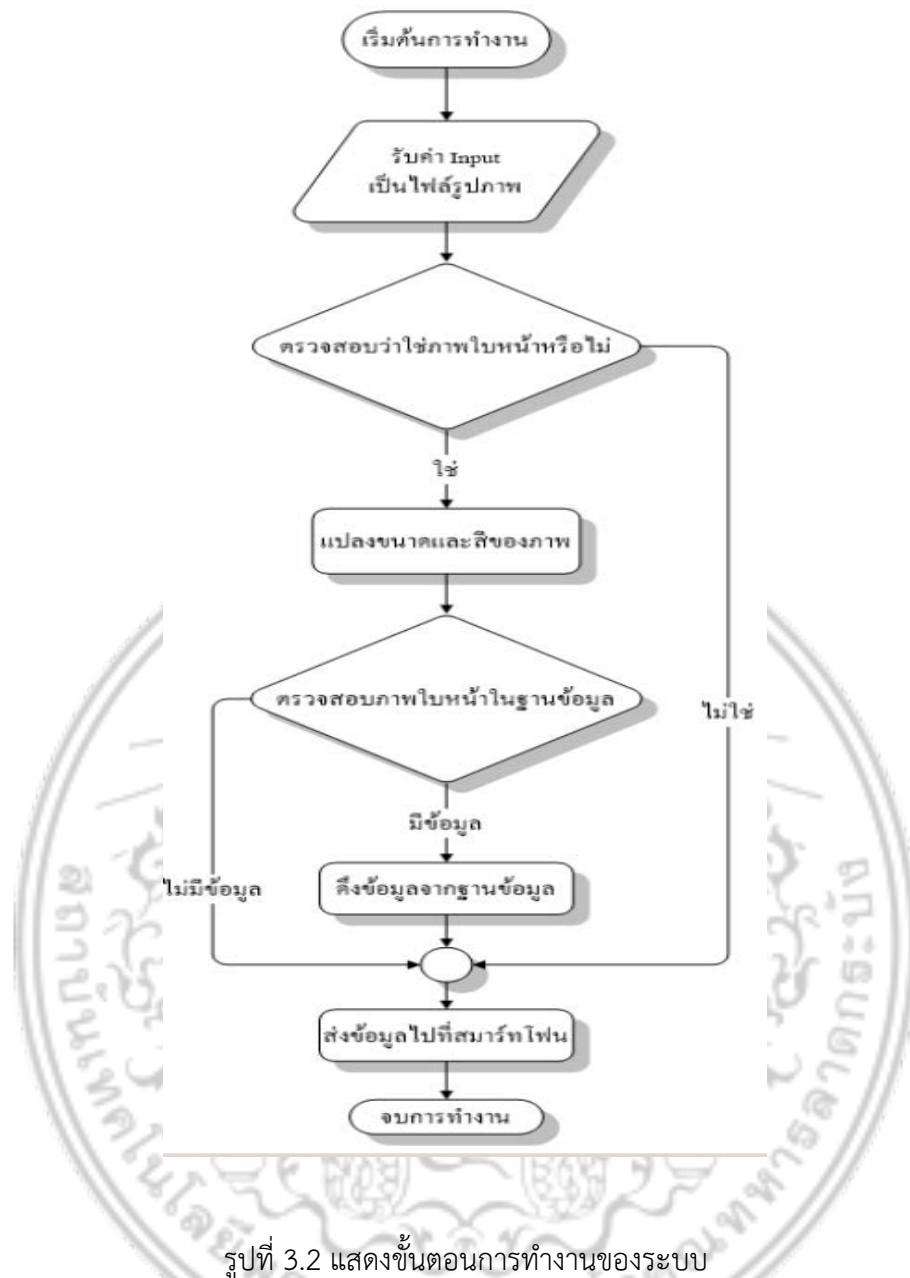 เริ่มต้นการทำงาน
รับค่า Input
เป็นไฟล์รูปภาพ
ตรวจสอบว่าใช่ภาพใบหน้าหรือไม่
ใช่
แปลงขนาดและสีของภาพ
ตรวจสอบภาพใบหน้าในฐานข้อมูล
ไม่ใช่
มีข้อมูล
ไม่มีข้อมูล
ดึงข้อมูลจากฐานข้อมูล
ส่งข้อมูลไปที่สมาร์ทโฟน
จบการทำงาน
รูปที่ 3.2 แสดงขั้นตอนการทำงานของระบบ